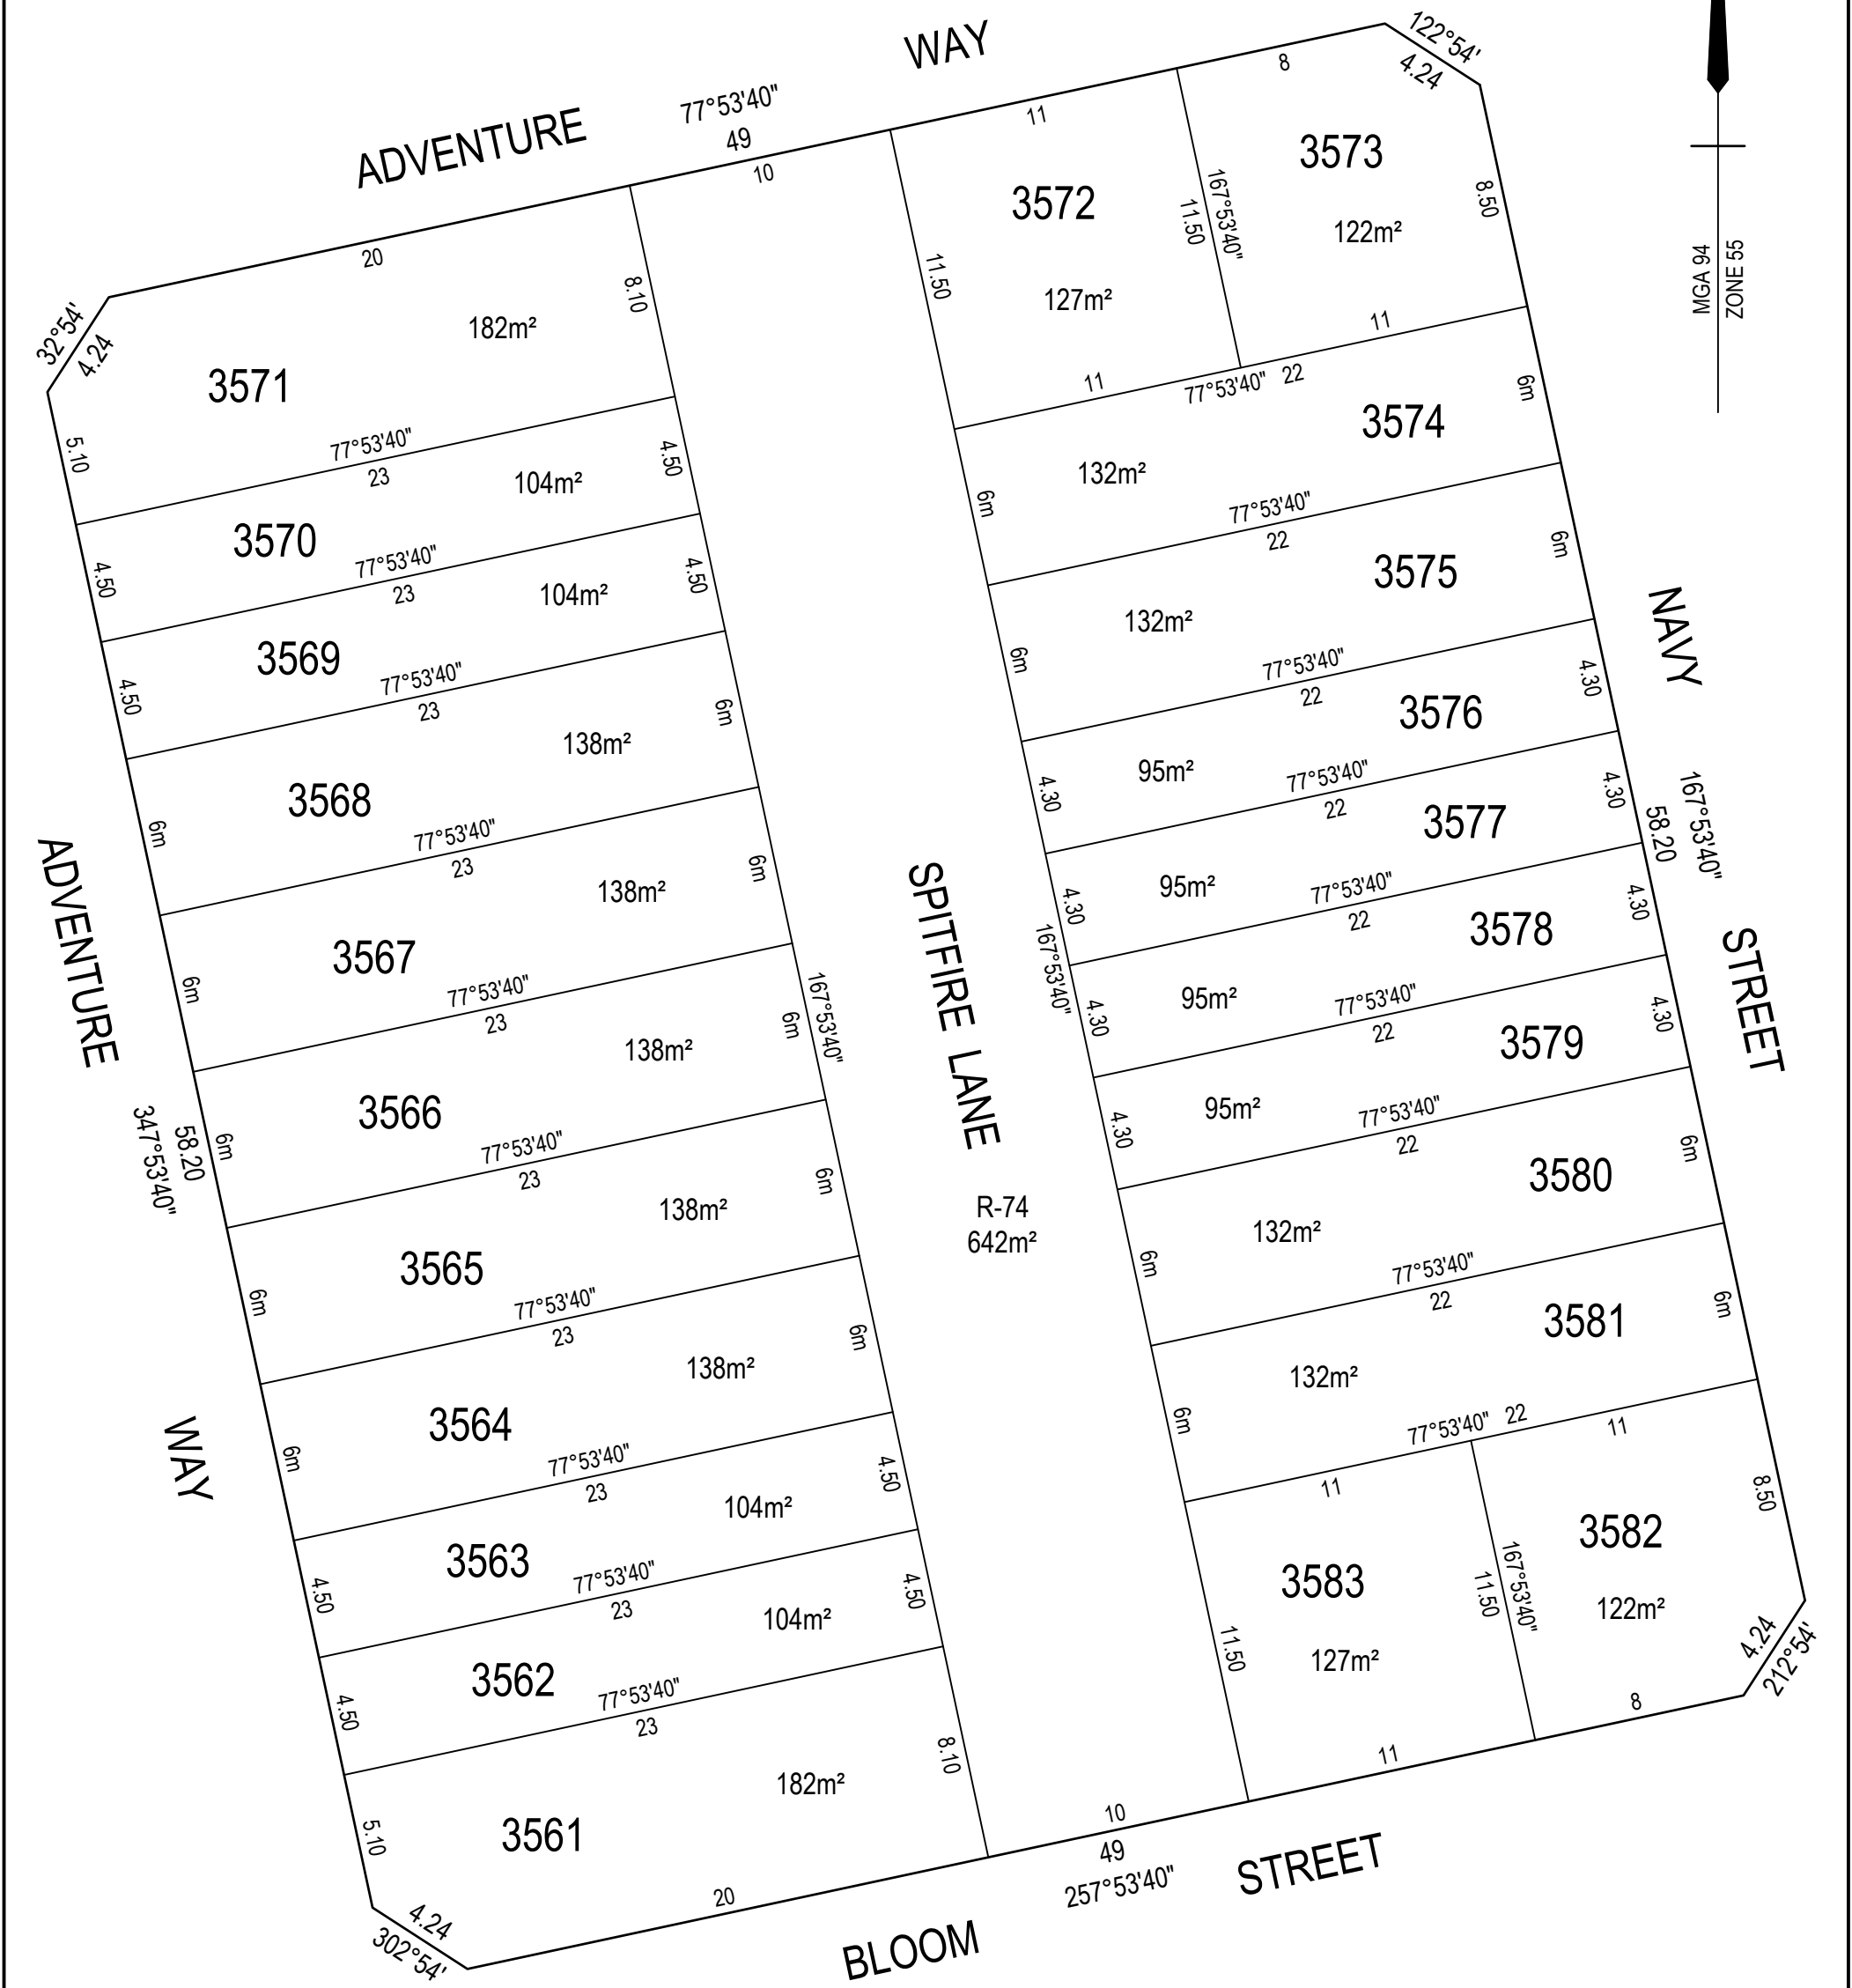 ADVENTURE WAY
77°53'40"
49
10
11
8
122°54'
4.24
3573
122m²
8.50
3572
127m²
11.50
11.50
167°53'40"
11
11
77°53'40" 22
MGA 94
ZONE 55
20
32°54'
4.24
3571
182m²
8.10
5.10
77°53'40"
23
3570
104m²
4.50
4.50
77°53'40"
23
3569
104m²
4.50
4.50
77°53'40"
23
3568
138m²
6m
6m
77°53'40"
23
3567
138m²
6m
6m
77°53'40"
23
3566
138m²
6m
6m
167°53'40"
77°53'40"
23
3565
138m²
6m
6m
77°53'40"
23
3564
138m²
6m
6m
77°53'40"
23
3563
104m²
4.50
4.50
77°53'40"
23
3562
104m²
4.50
4.50
77°53'40"
23
3561
182m²
8.10
5.10
4.24
302°54'
20
ADVENTURE WAY
58.20
347°53'40"
SPITFIRE LANE
R-74
642m²
3574
132m²
6m
6m
77°53'40"
22
3575
132m²
6m
6m
77°53'40"
22
3576
95m²
4.30
4.30
77°53'40"
22
3577
95m²
4.30
4.30
167°53'40"
77°53'40"
22
3578
95m²
4.30
4.30
77°53'40"
22
3579
95m²
4.30
4.30
77°53'40"
22
3580
132m²
6m
6m
77°53'40"
22
3581
132m²
6m
6m
77°53'40" 22
11
11
3583
127m²
11.50
11.50
167°53'40"
3582
122m²
8.50
4.24
212°54'
8
11
10
49
257°53'40"
BLOOM STREET
NAVY STREET
167°53'40"
58.20